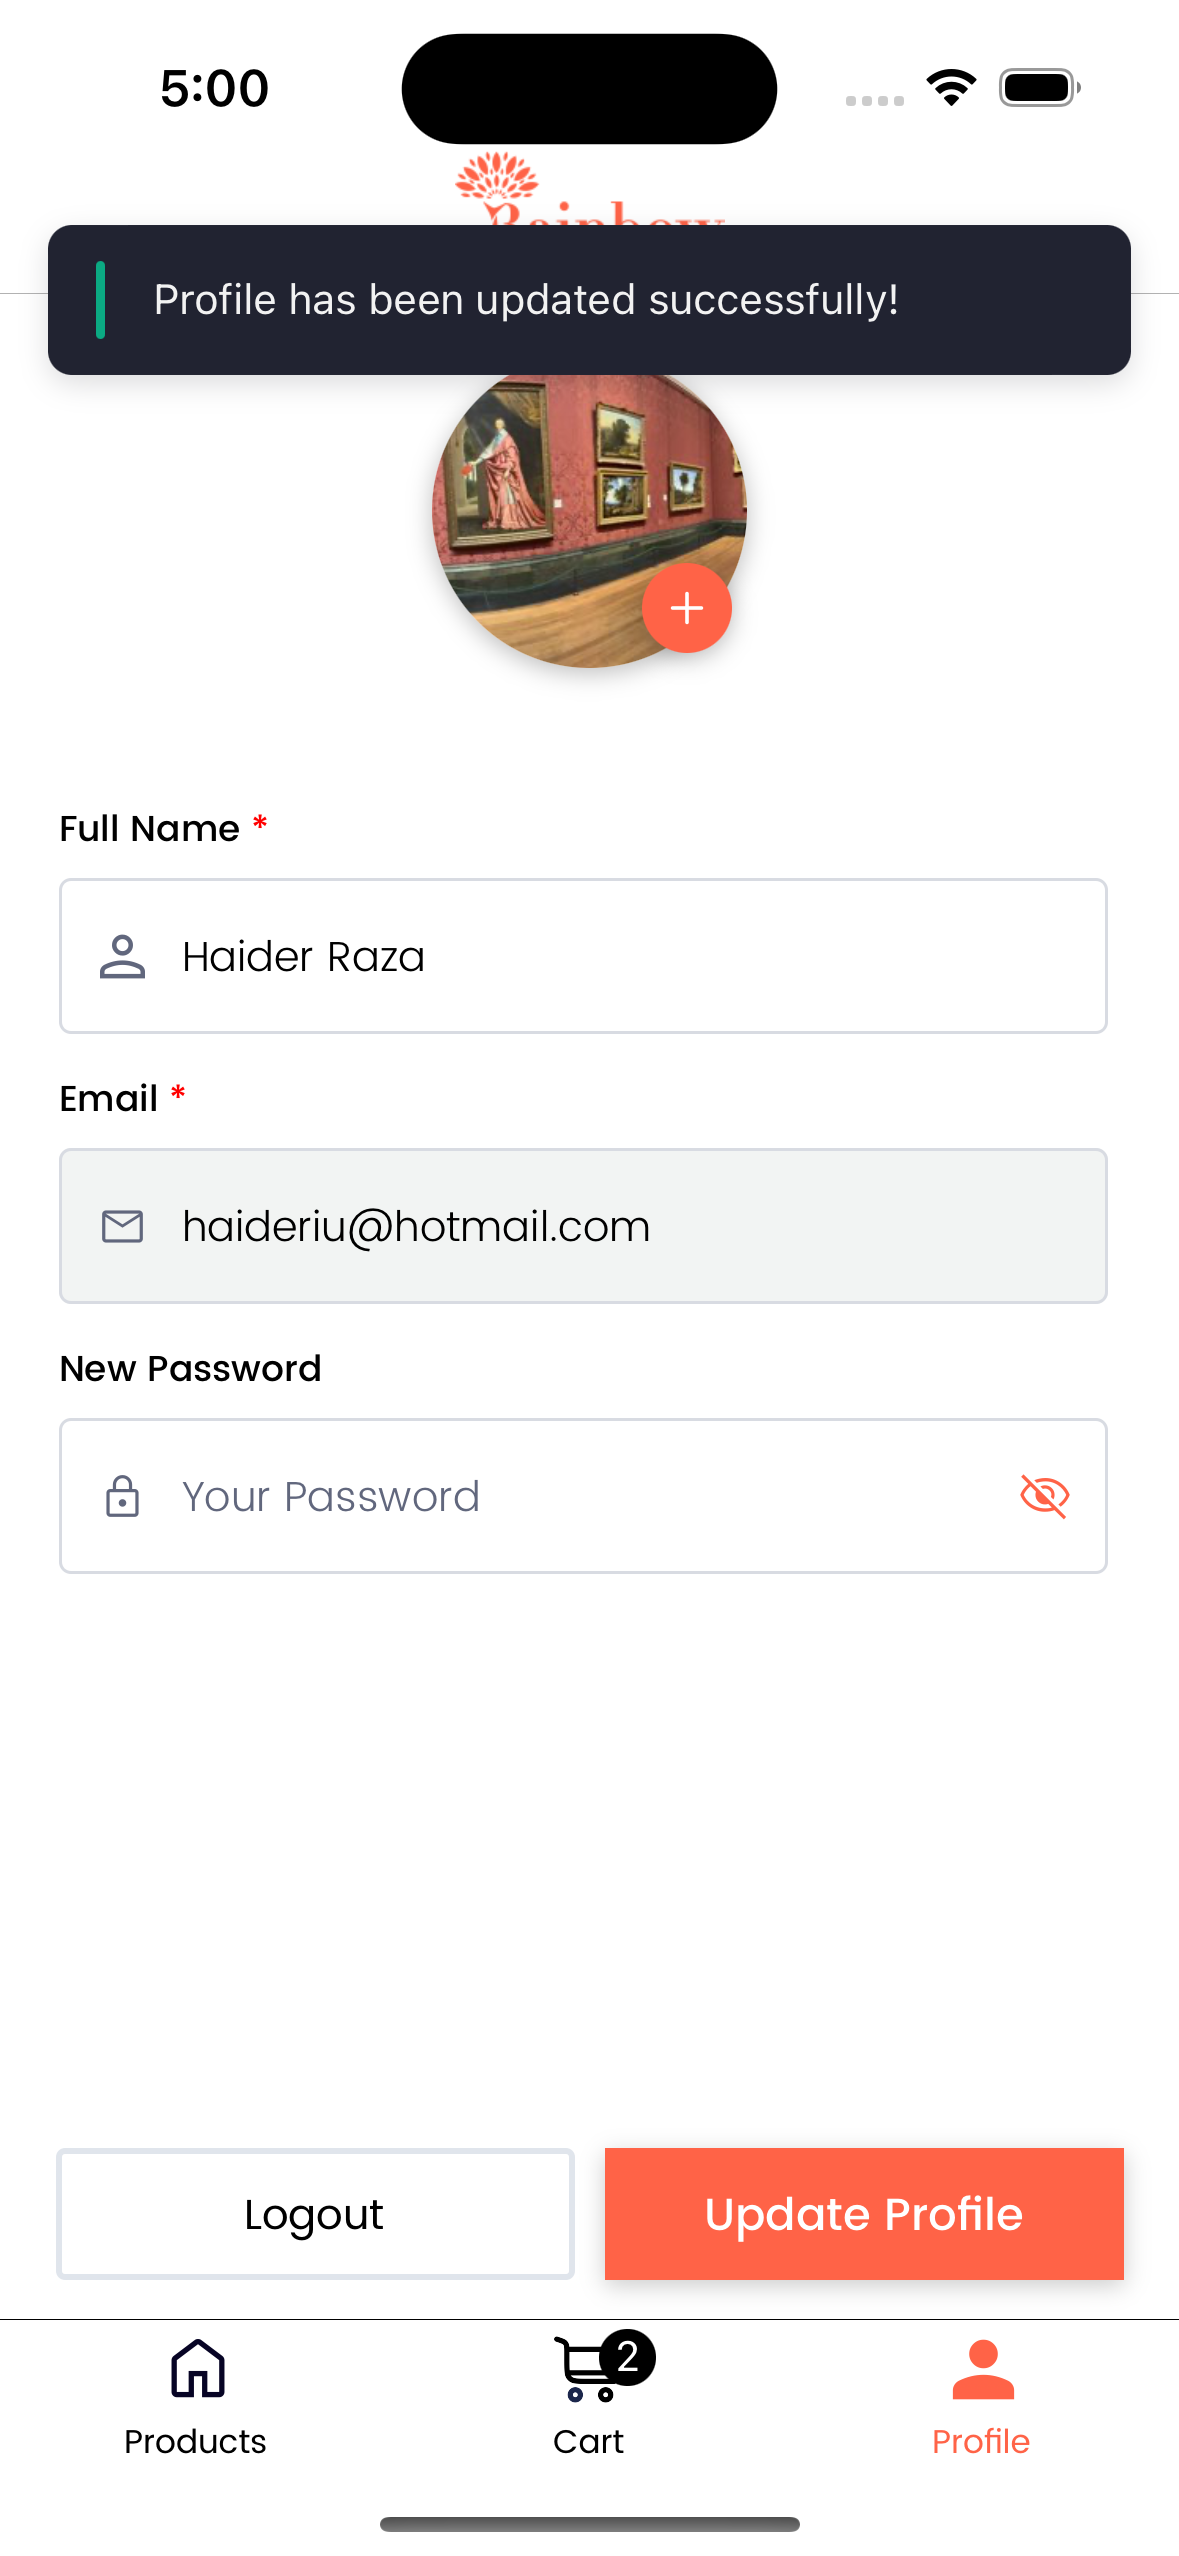 5:00
Rainbow
Profile has been updated successfully!
Full Name *
Haider Raza
Email *
haideriu@hotmail.com
New Password
Your Password
Logout
Update Profile
2
Products
Cart
Profile